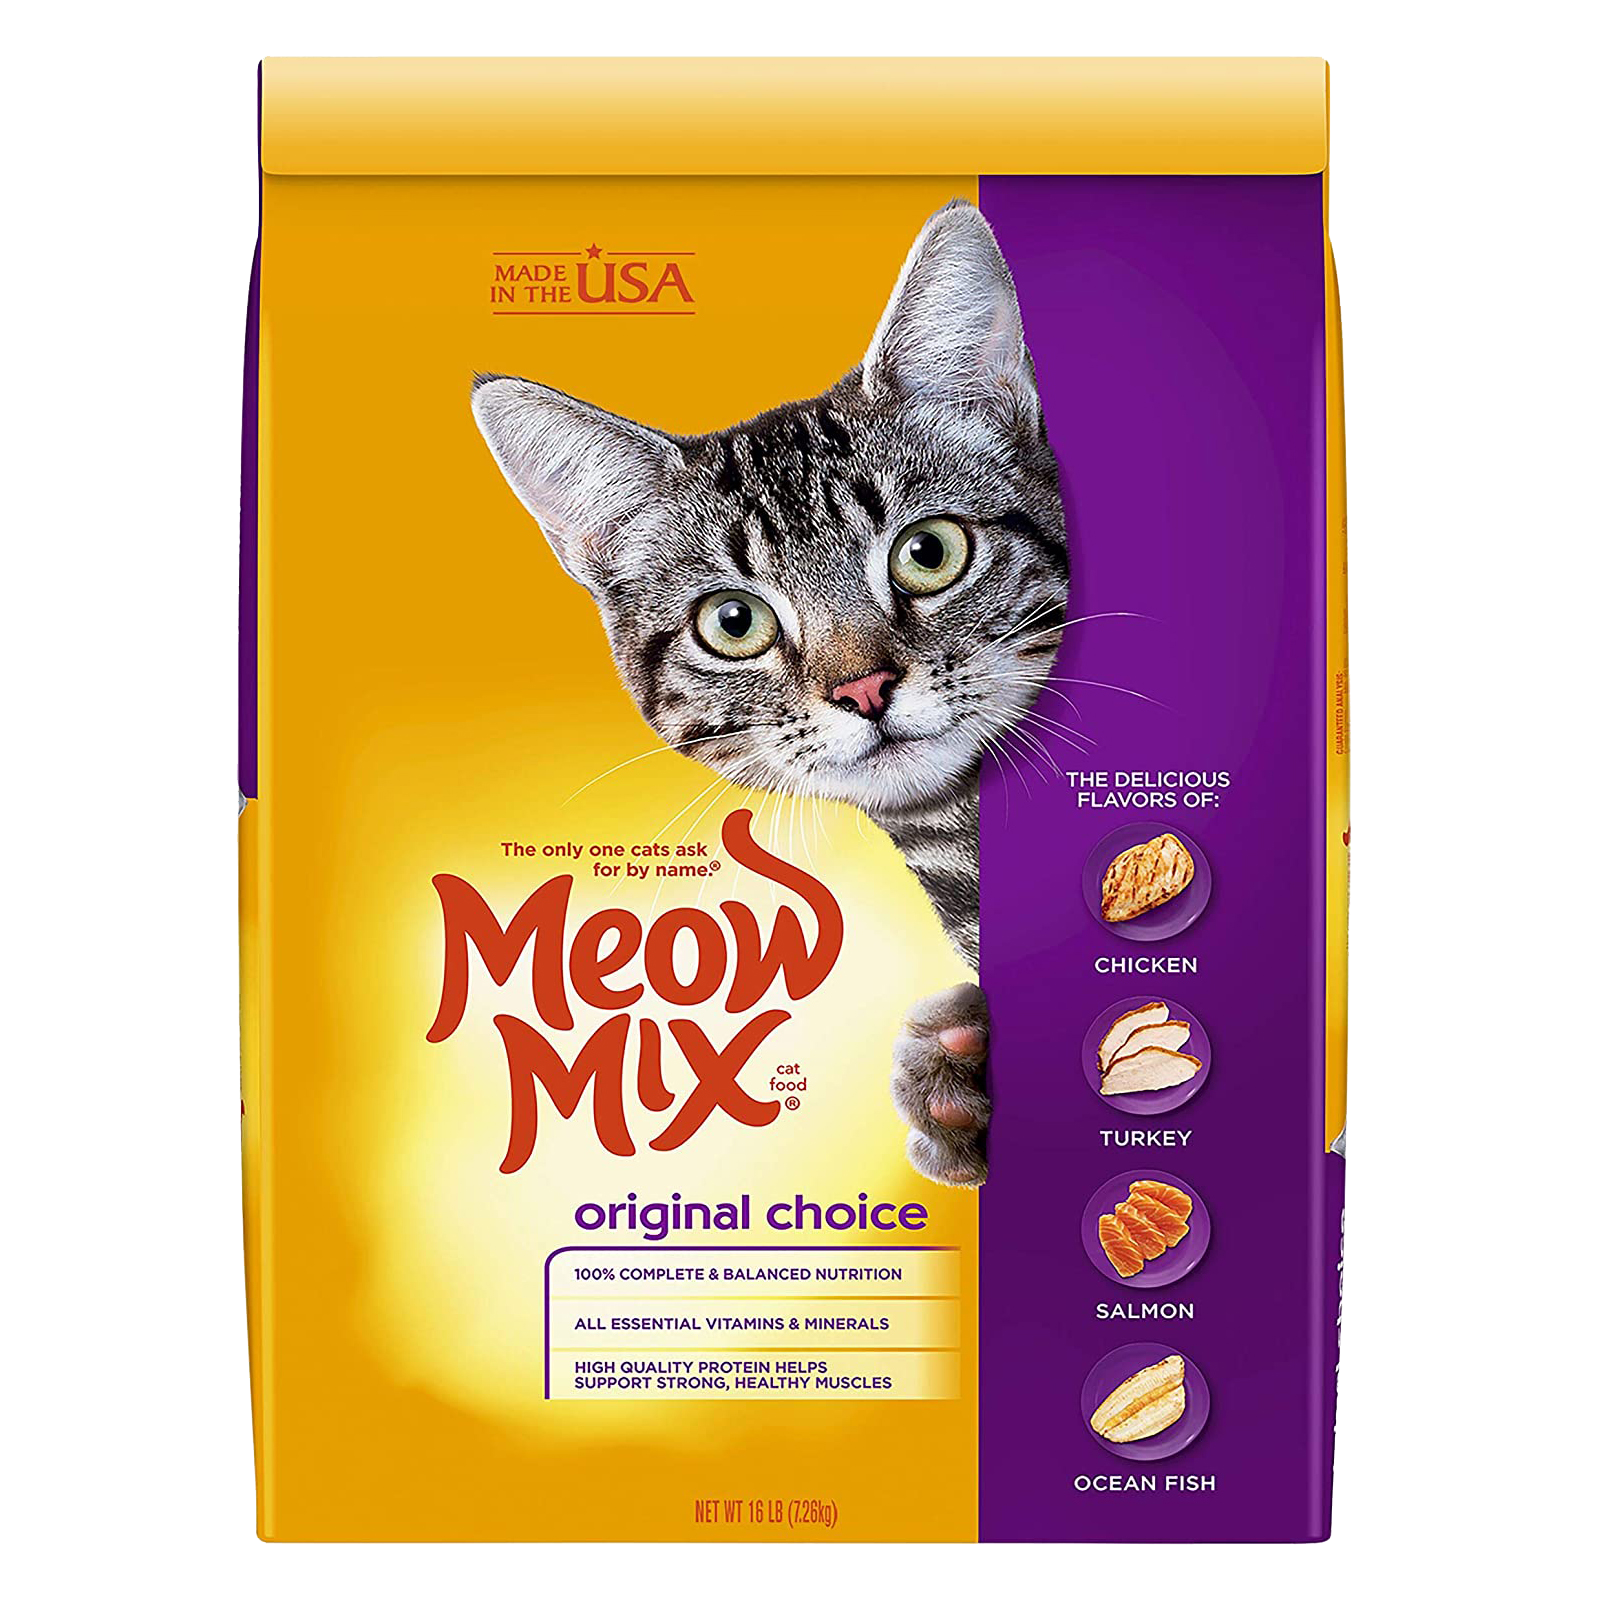 MADE
IN THE USA
The only one cats ask
for by name.®
MEOW
MIX
cat
food
®
original choice
100% COMPLETE & BALANCED NUTRITION
ALL ESSENTIAL VITAMINS & MINERALS
HIGH QUALITY PROTEIN HELPS
SUPPORT STRONG, HEALTHY MUSCLES
NET WT 16 LB (7.26kg)
THE DELICIOUS
FLAVORS OF:
CHICKEN
TURKEY
SALMON
OCEAN FISH
GUARANTEED ANALYSIS: